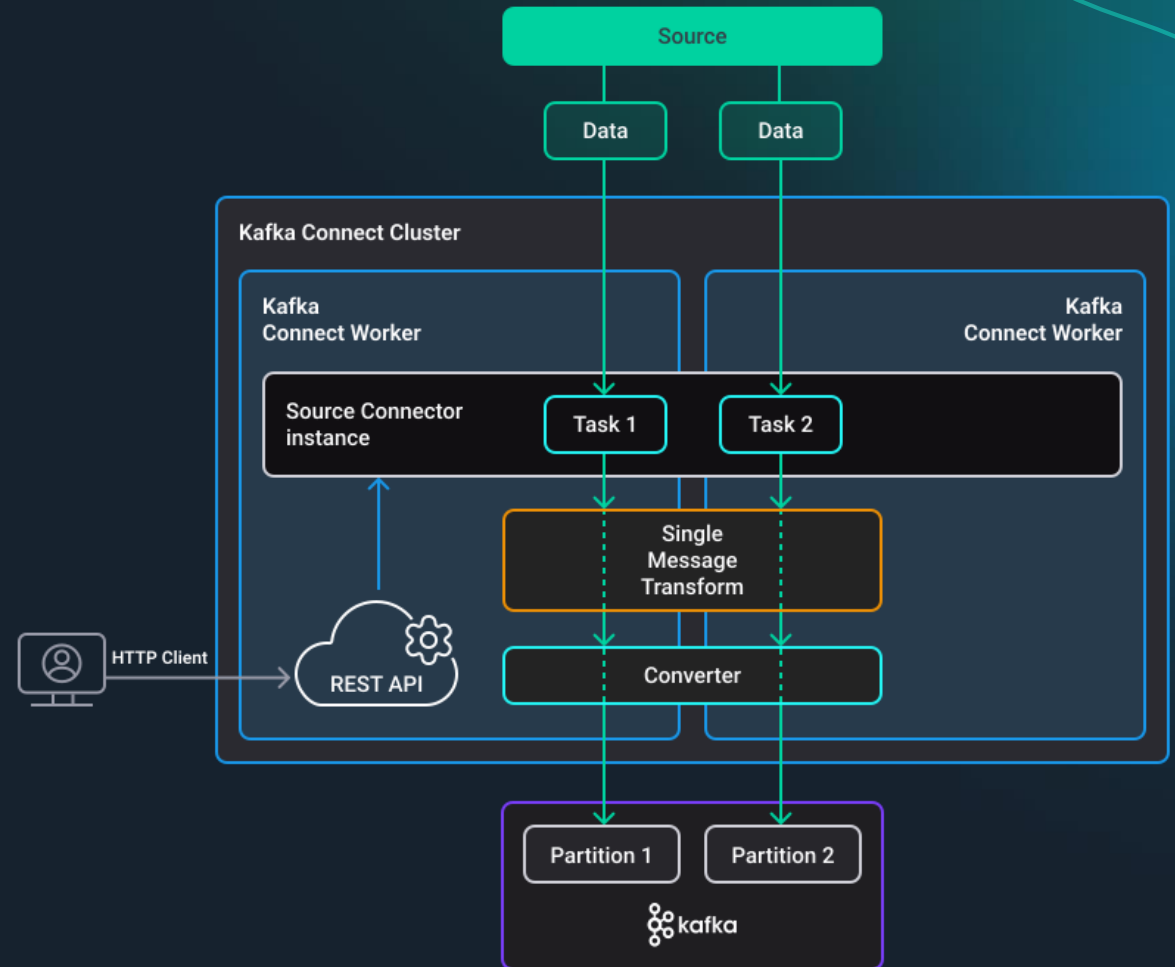 Source
Data
Data
Kafka Connect Cluster
Kafka
Connect Worker
Kafka
Connect Worker
Source Connector
instance
Task 1
Task 2
Single
Message
Transform
HTTP Client
REST API
Converter
Partition 1
Partition 2
kafka